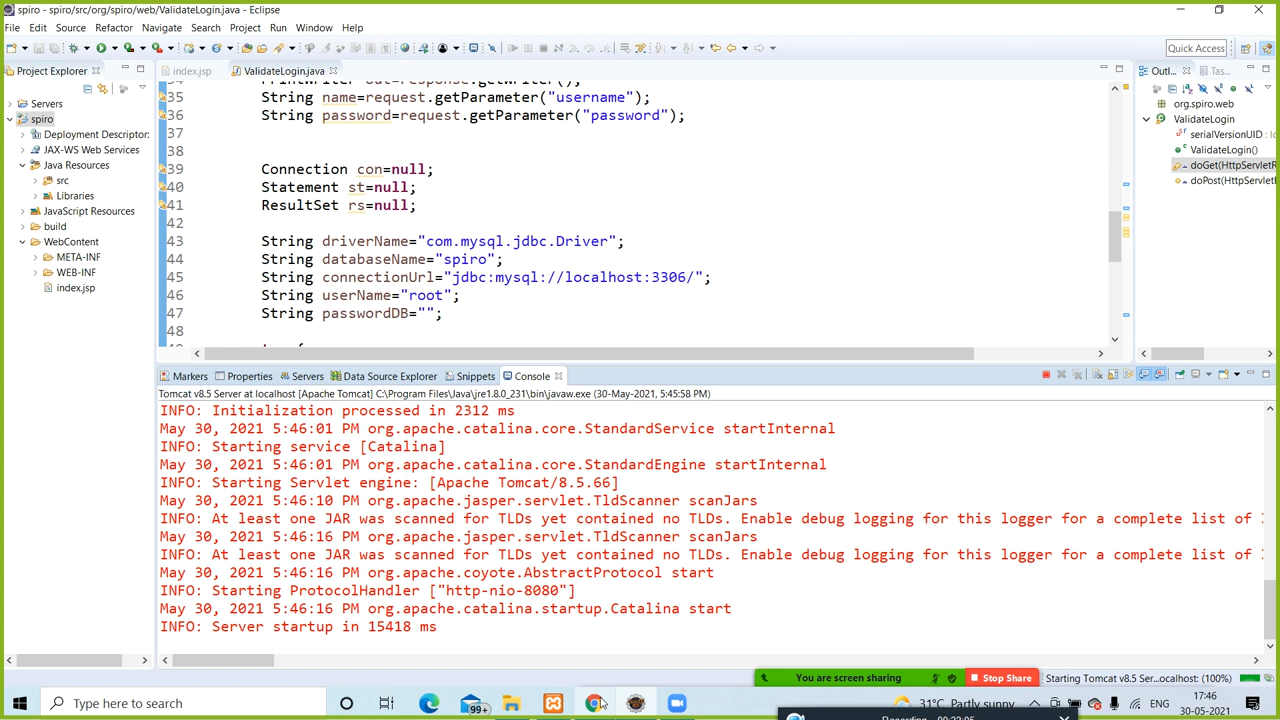 spiro - spiro/src/org/spiro/web/ValidateLogin.java - Eclipse
File Edit Source Refactor Navigate Search Project Run Window Help
Quick Access
Project Explorer
index.jsp
ValidateLogin.java
Outl...
Tas...
Servers
spiro
Deployment Descriptor:
JAX-WS Web Services
Java Resources
src
Libraries
JavaScript Resources
build
WebContent
META-INF
WEB-INF
index.jsp
34 PrintWriter out=response.getWriter();
35 String name=request.getParameter("username");
36 String password=request.getParameter("password");
37
38
39 Connection con=null;
40 Statement st=null;
41 ResultSet rs=null;
42
43 String driverName="com.mysql.jdbc.Driver";
44 String databaseName="spiro";
45 String connectionUrl="jdbc:mysql://localhost:3306/";
46 String userName="root";
47 String passwordDB="";
48
org.spiro.web
ValidateLogin
serialVersionUID : lo
ValidateLogin()
doGet(HttpServletR
doPost(HttpServletR
Markers Properties Servers Data Source Explorer Snippets Console
Tomcat v8.5 Server at localhost [Apache Tomcat] C:\Program Files\Java\jre1.8.0_231\bin\javaw.exe (30-May-2021, 5:45:58 PM)
INFO: Initialization processed in 2312 ms
May 30, 2021 5:46:01 PM org.apache.catalina.core.StandardService startInternal
INFO: Starting service [Catalina]
May 30, 2021 5:46:01 PM org.apache.catalina.core.StandardEngine startInternal
INFO: Starting Servlet engine: [Apache Tomcat/8.5.66]
May 30, 2021 5:46:10 PM org.apache.jasper.servlet.TldScanner scanJars
INFO: At least one JAR was scanned for TLDs yet contained no TLDs. Enable debug logging for this logger for a complete list of
May 30, 2021 5:46:16 PM org.apache.jasper.servlet.TldScanner scanJars
INFO: At least one JAR was scanned for TLDs yet contained no TLDs. Enable debug logging for this logger for a complete list of
May 30, 2021 5:46:16 PM org.apache.coyote.AbstractProtocol start
INFO: Starting ProtocolHandler ["http-nio-8080"]
May 30, 2021 5:46:16 PM org.apache.catalina.startup.Catalina start
INFO: Server startup in 15418 ms
You are screen sharing
Stop Share
Starting Tomcat v8.5 Ser...ocalhost: (100%)
Type here to search
99+
31°C Partly sunny
ENG
17:46
30-05-2021
Recording...